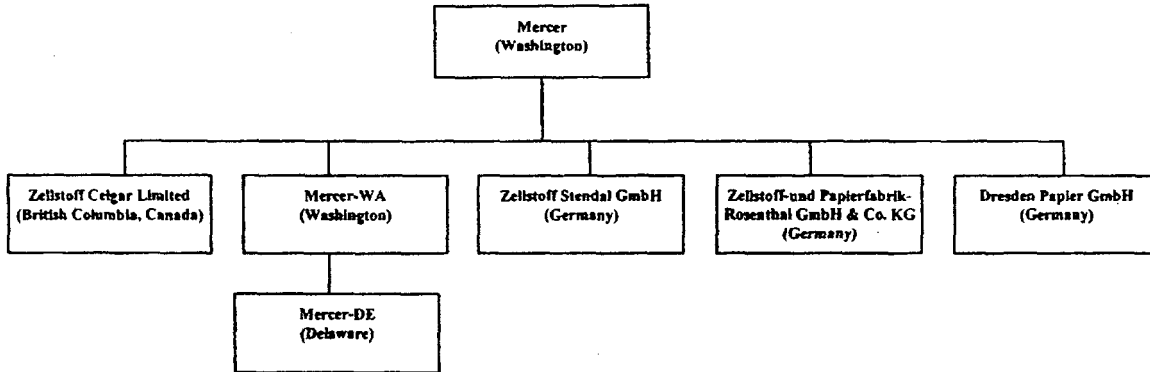 Mercer
(Washington)
Zellstoff Celgar Limited
(British Columbia, Canada)
Mercer-WA
(Washington)
Zellstoff Stendal GmbH
(Germany)
Zellstoff-und Papierfabrik-
Rosenthal GmbH & Co. KG
(Germany)
Dresden Papier GmbH
(Germany)
Mercer-DE
(Delaware)